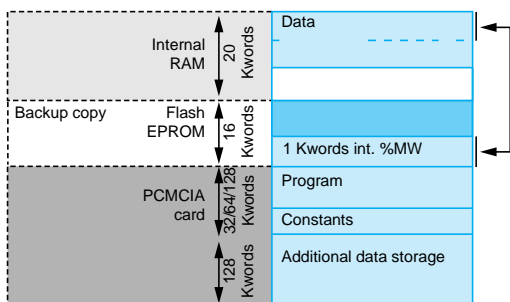 Data
Internal
RAM
20
Kwords
Backup copy
Flash
EPROM
16
Kwords
1 Kwords int. %MW
PCMCIA
card
32/64/128
Kwords
Program
Constants
128
Kwords
Additional data storage